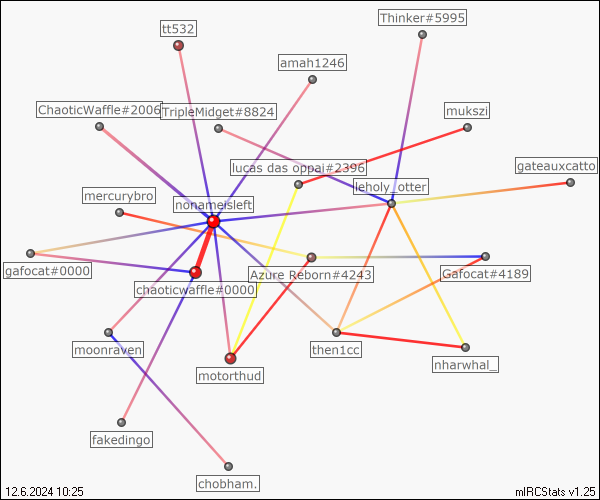 Thinker#5995
tt532
amah1246
ChaoticWaffle#2006
TripleMidget#8824
mukszi
lucas das oppai#2396
gateauxcatto
leholy_otter
mercurybro
nonameisleft
gafocat#0000
Azure Reborn#4243
Gafocat#4189
chaoticwaffle#0000
moonraven
then1cc
nharwhal_
motorthud
fakedingo
chobham.
12.6.2024 10:25
mIRCStats v1.25